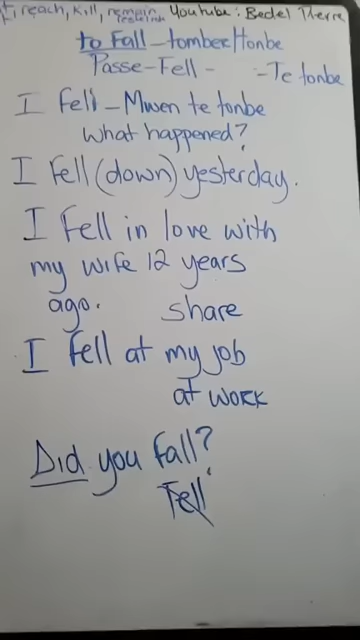 reach, Kill, remain Youtube: Bedel Therre
to Fall - tomber/tonbe
Passe - Fell - - Te tonbe
I Fell - Mwen te tonbe
What happened?
I Fell (down) yesterday.
I Fell in love with
my wife 12 years
ago. share
I Fell at my job
at work
Did you Fall?
Fell